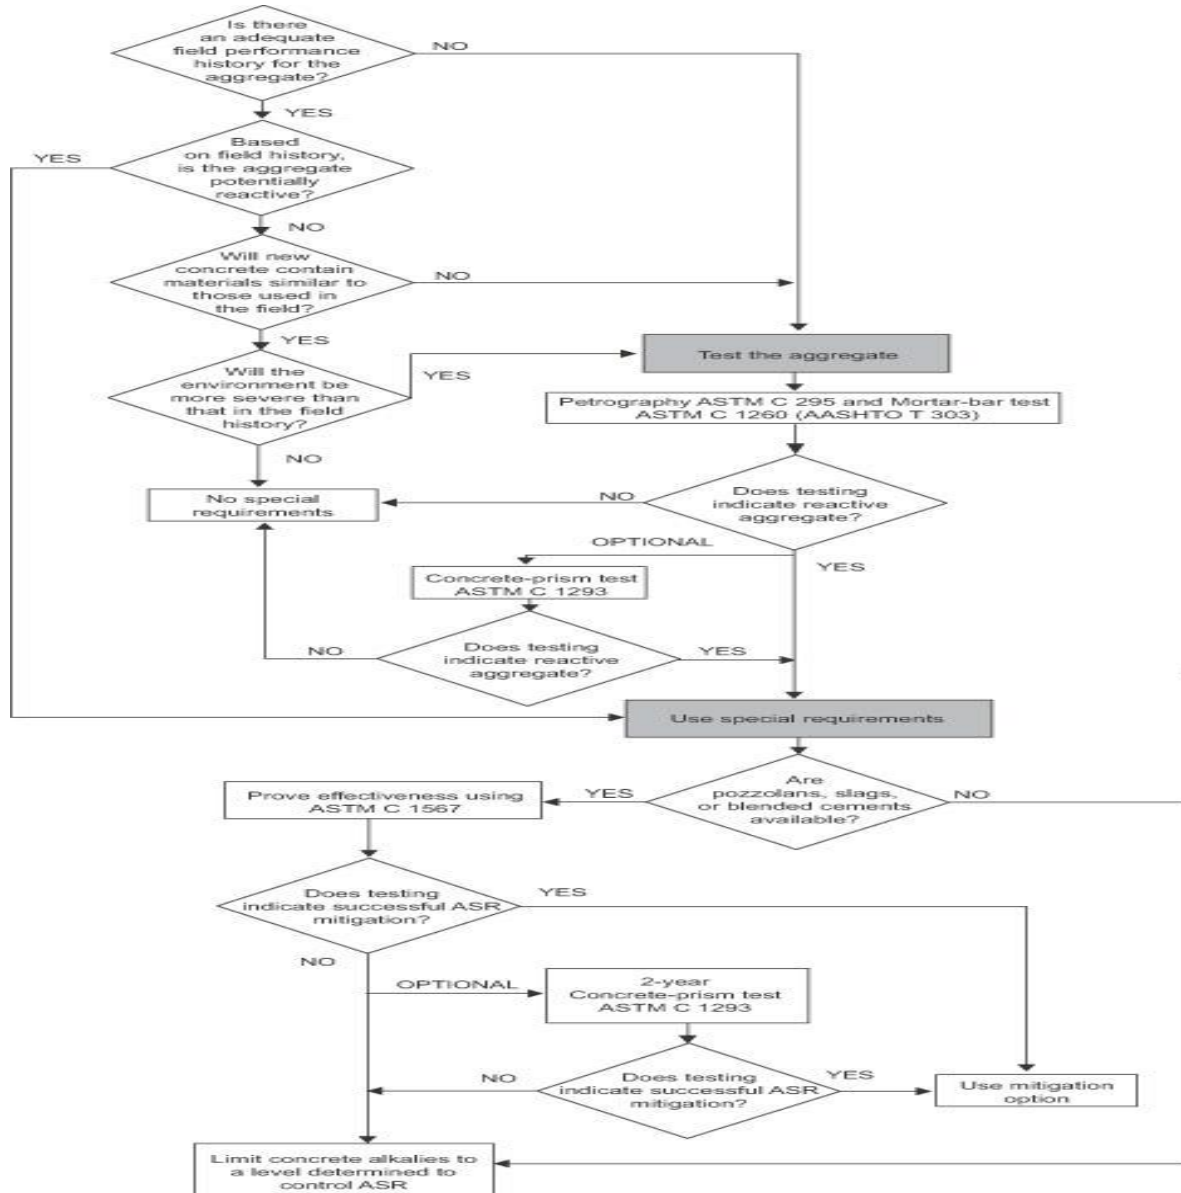 Is there
an adequate
field performance
history for the
aggregate?
NO
YES
Based
on field history,
is the aggregate
potentially
reactive?
YES
NO
Will new
concrete contain
materials similar to
those used in
the field?
NO
YES
Test the aggregate
Will the
environment be
more severe than
that in the field
history?
YES
Petrography ASTM C 295 and Mortar-bar test
ASTM C 1260 (AASHTO T 303)
NO
No special
requirements
NO
Does testing
indicate reactive
aggregate?
OPTIONAL
YES
Concrete-prism test
ASTM C 1293
NO
Does testing
indicate reactive
aggregate?
YES
Use special requirements
Prove effectiveness using
ASTM C 1567
YES
Are
pozzolans, slags,
or blended cements
available?
NO
Does testing
indicate successful ASR
mitigation?
YES
NO
OPTIONAL
2-year
Concrete-prism test
ASTM C 1293
NO
Does testing
indicate successful ASR
mitigation?
YES
Use mitigation
option
Limit concrete alkalies to
a level determined to
control ASR